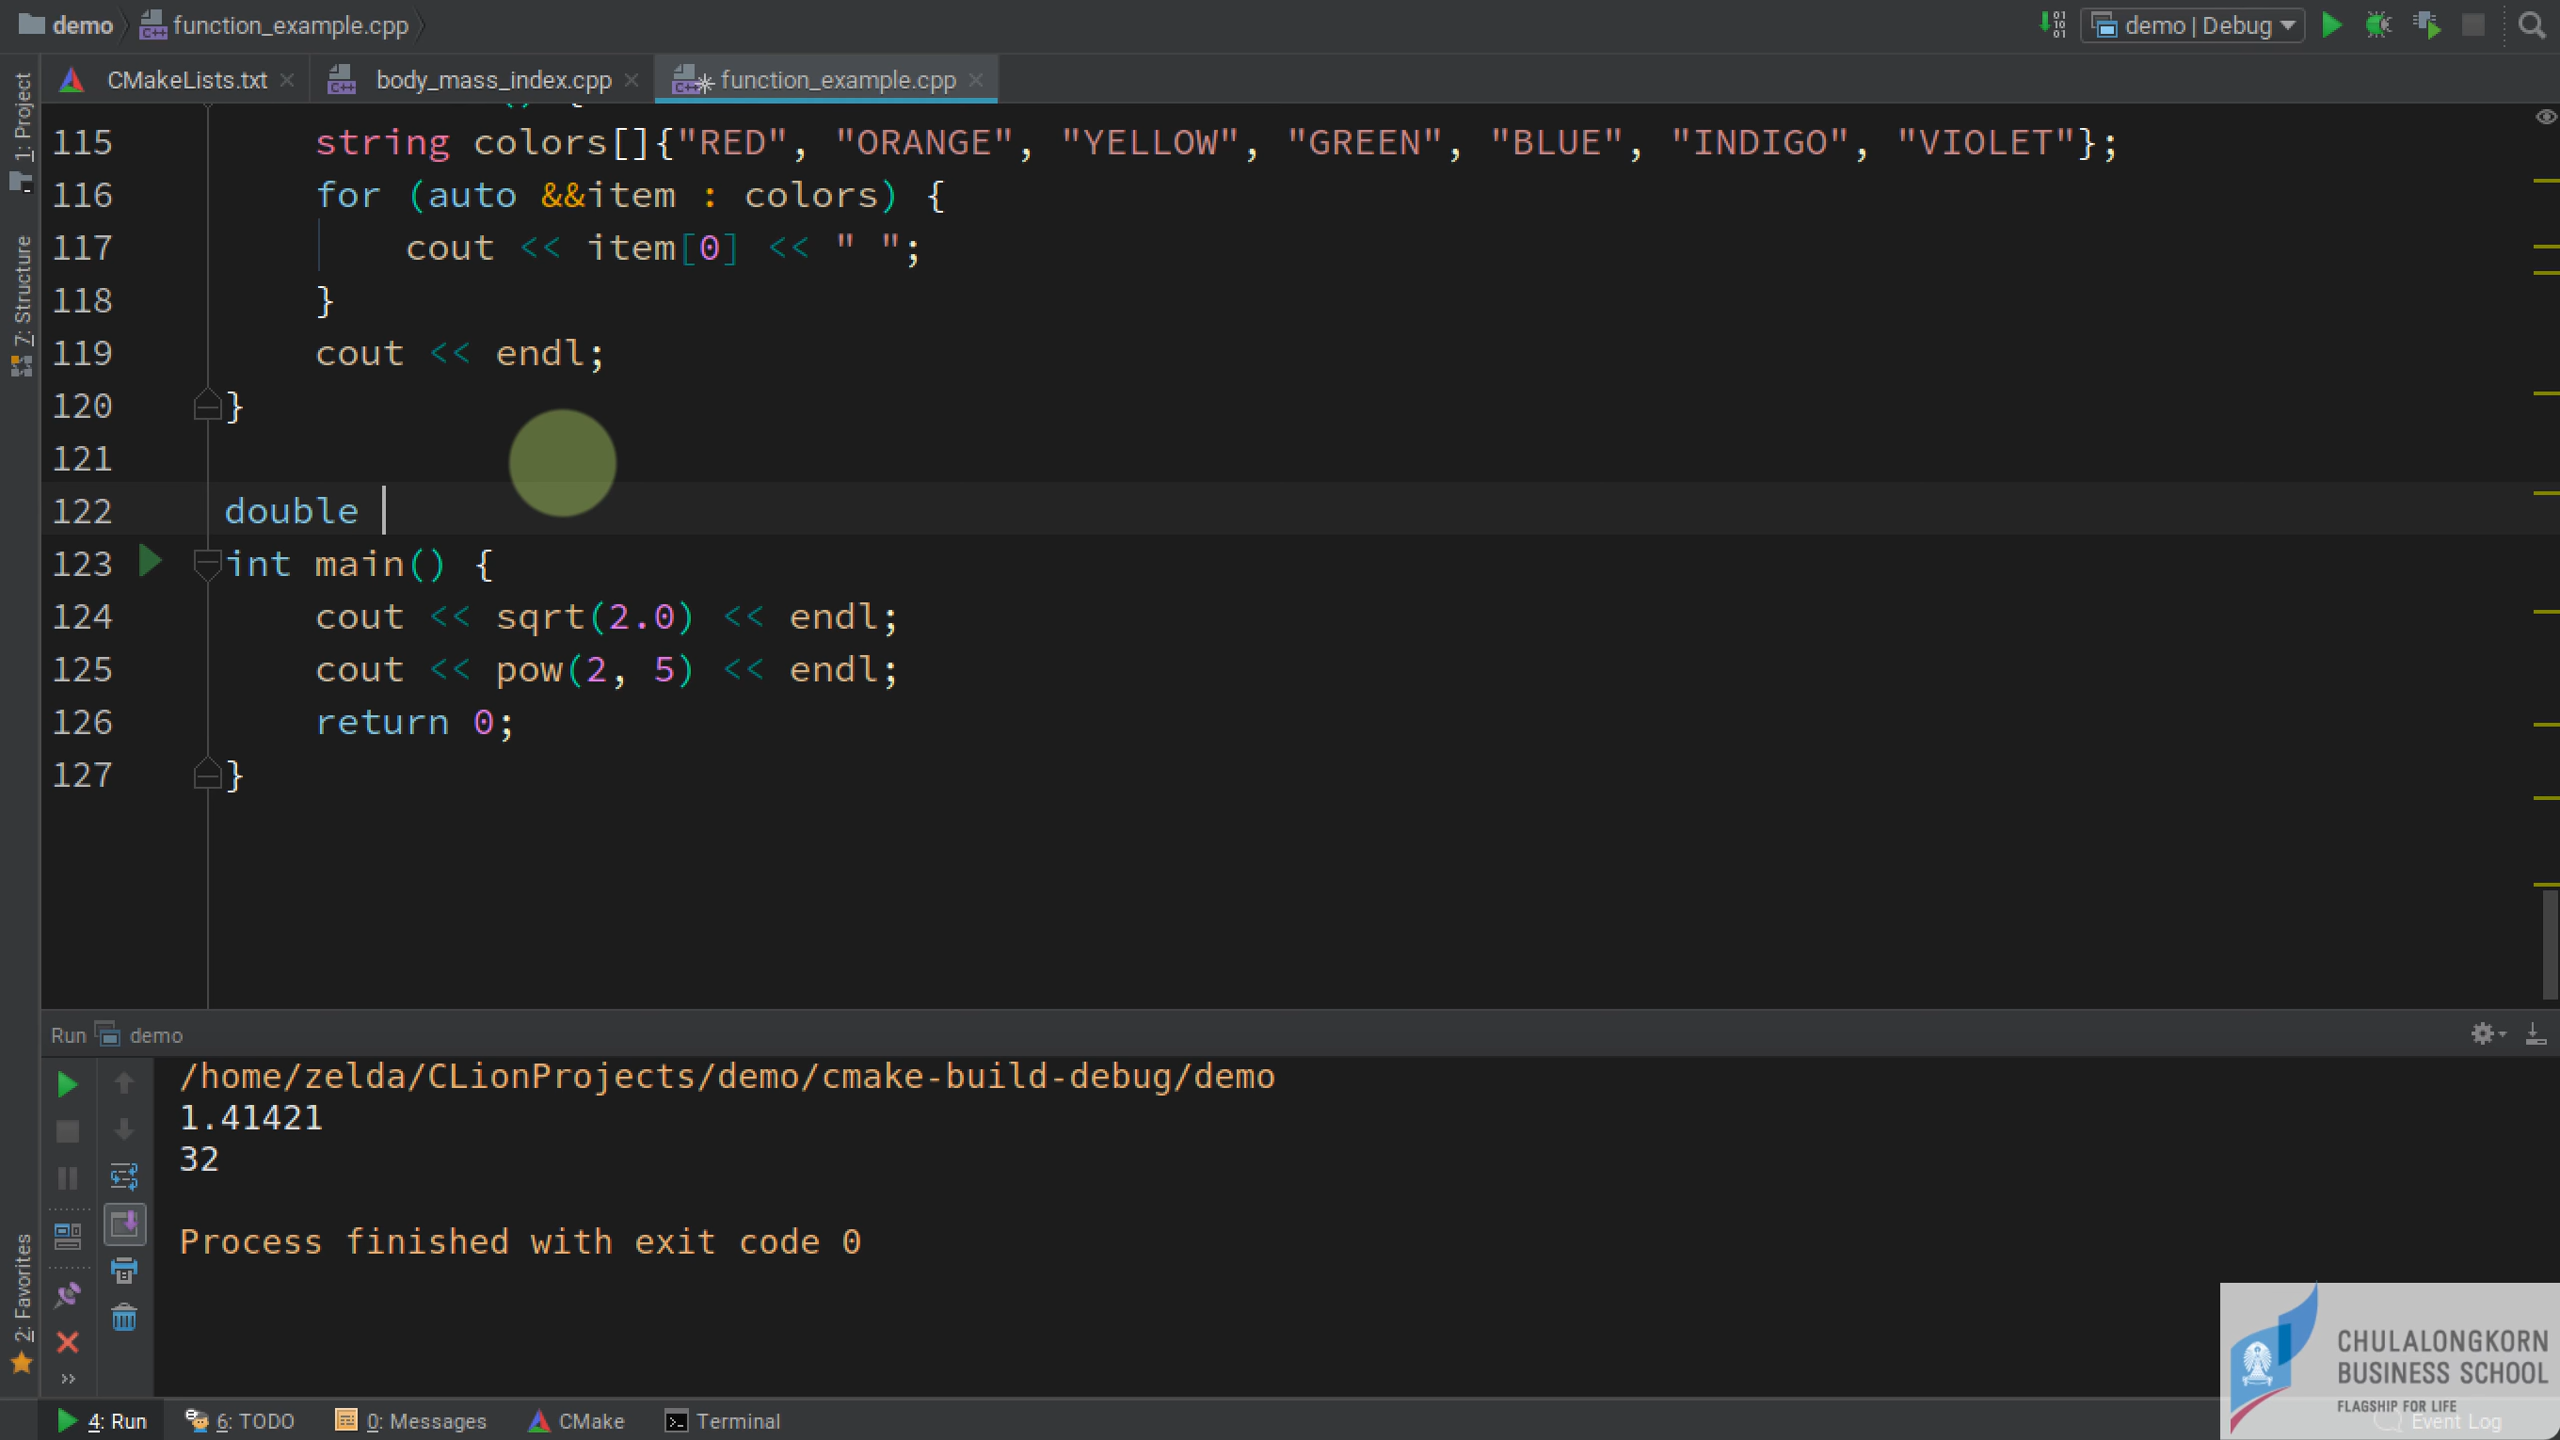 demo function_example.cpp demo | Debug
CMakeLists.txt body_mass_index.cpp function_example.cpp
1: Project
7: Structure
2: Favorites
115 string colors[]{"RED", "ORANGE", "YELLOW", "GREEN", "BLUE", "INDIGO", "VIOLET"};
116 for (auto &&item : colors) {
117 cout << item[0] << " ";
118 }
119 cout << endl;
120 }
121
122 double
123 int main() {
124 cout << sqrt(2.0) << endl;
125 cout << pow(2, 5) << endl;
126 return 0;
127 }
Run demo
/home/zelda/CLionProjects/demo/cmake-build-debug/demo
1.41421
32
Process finished with exit code 0
CHULALONGKORN
BUSINESS SCHOOL
FLAGSHIP FOR LIFE
4: Run 6: TODO 0: Messages CMake Terminal Event Log